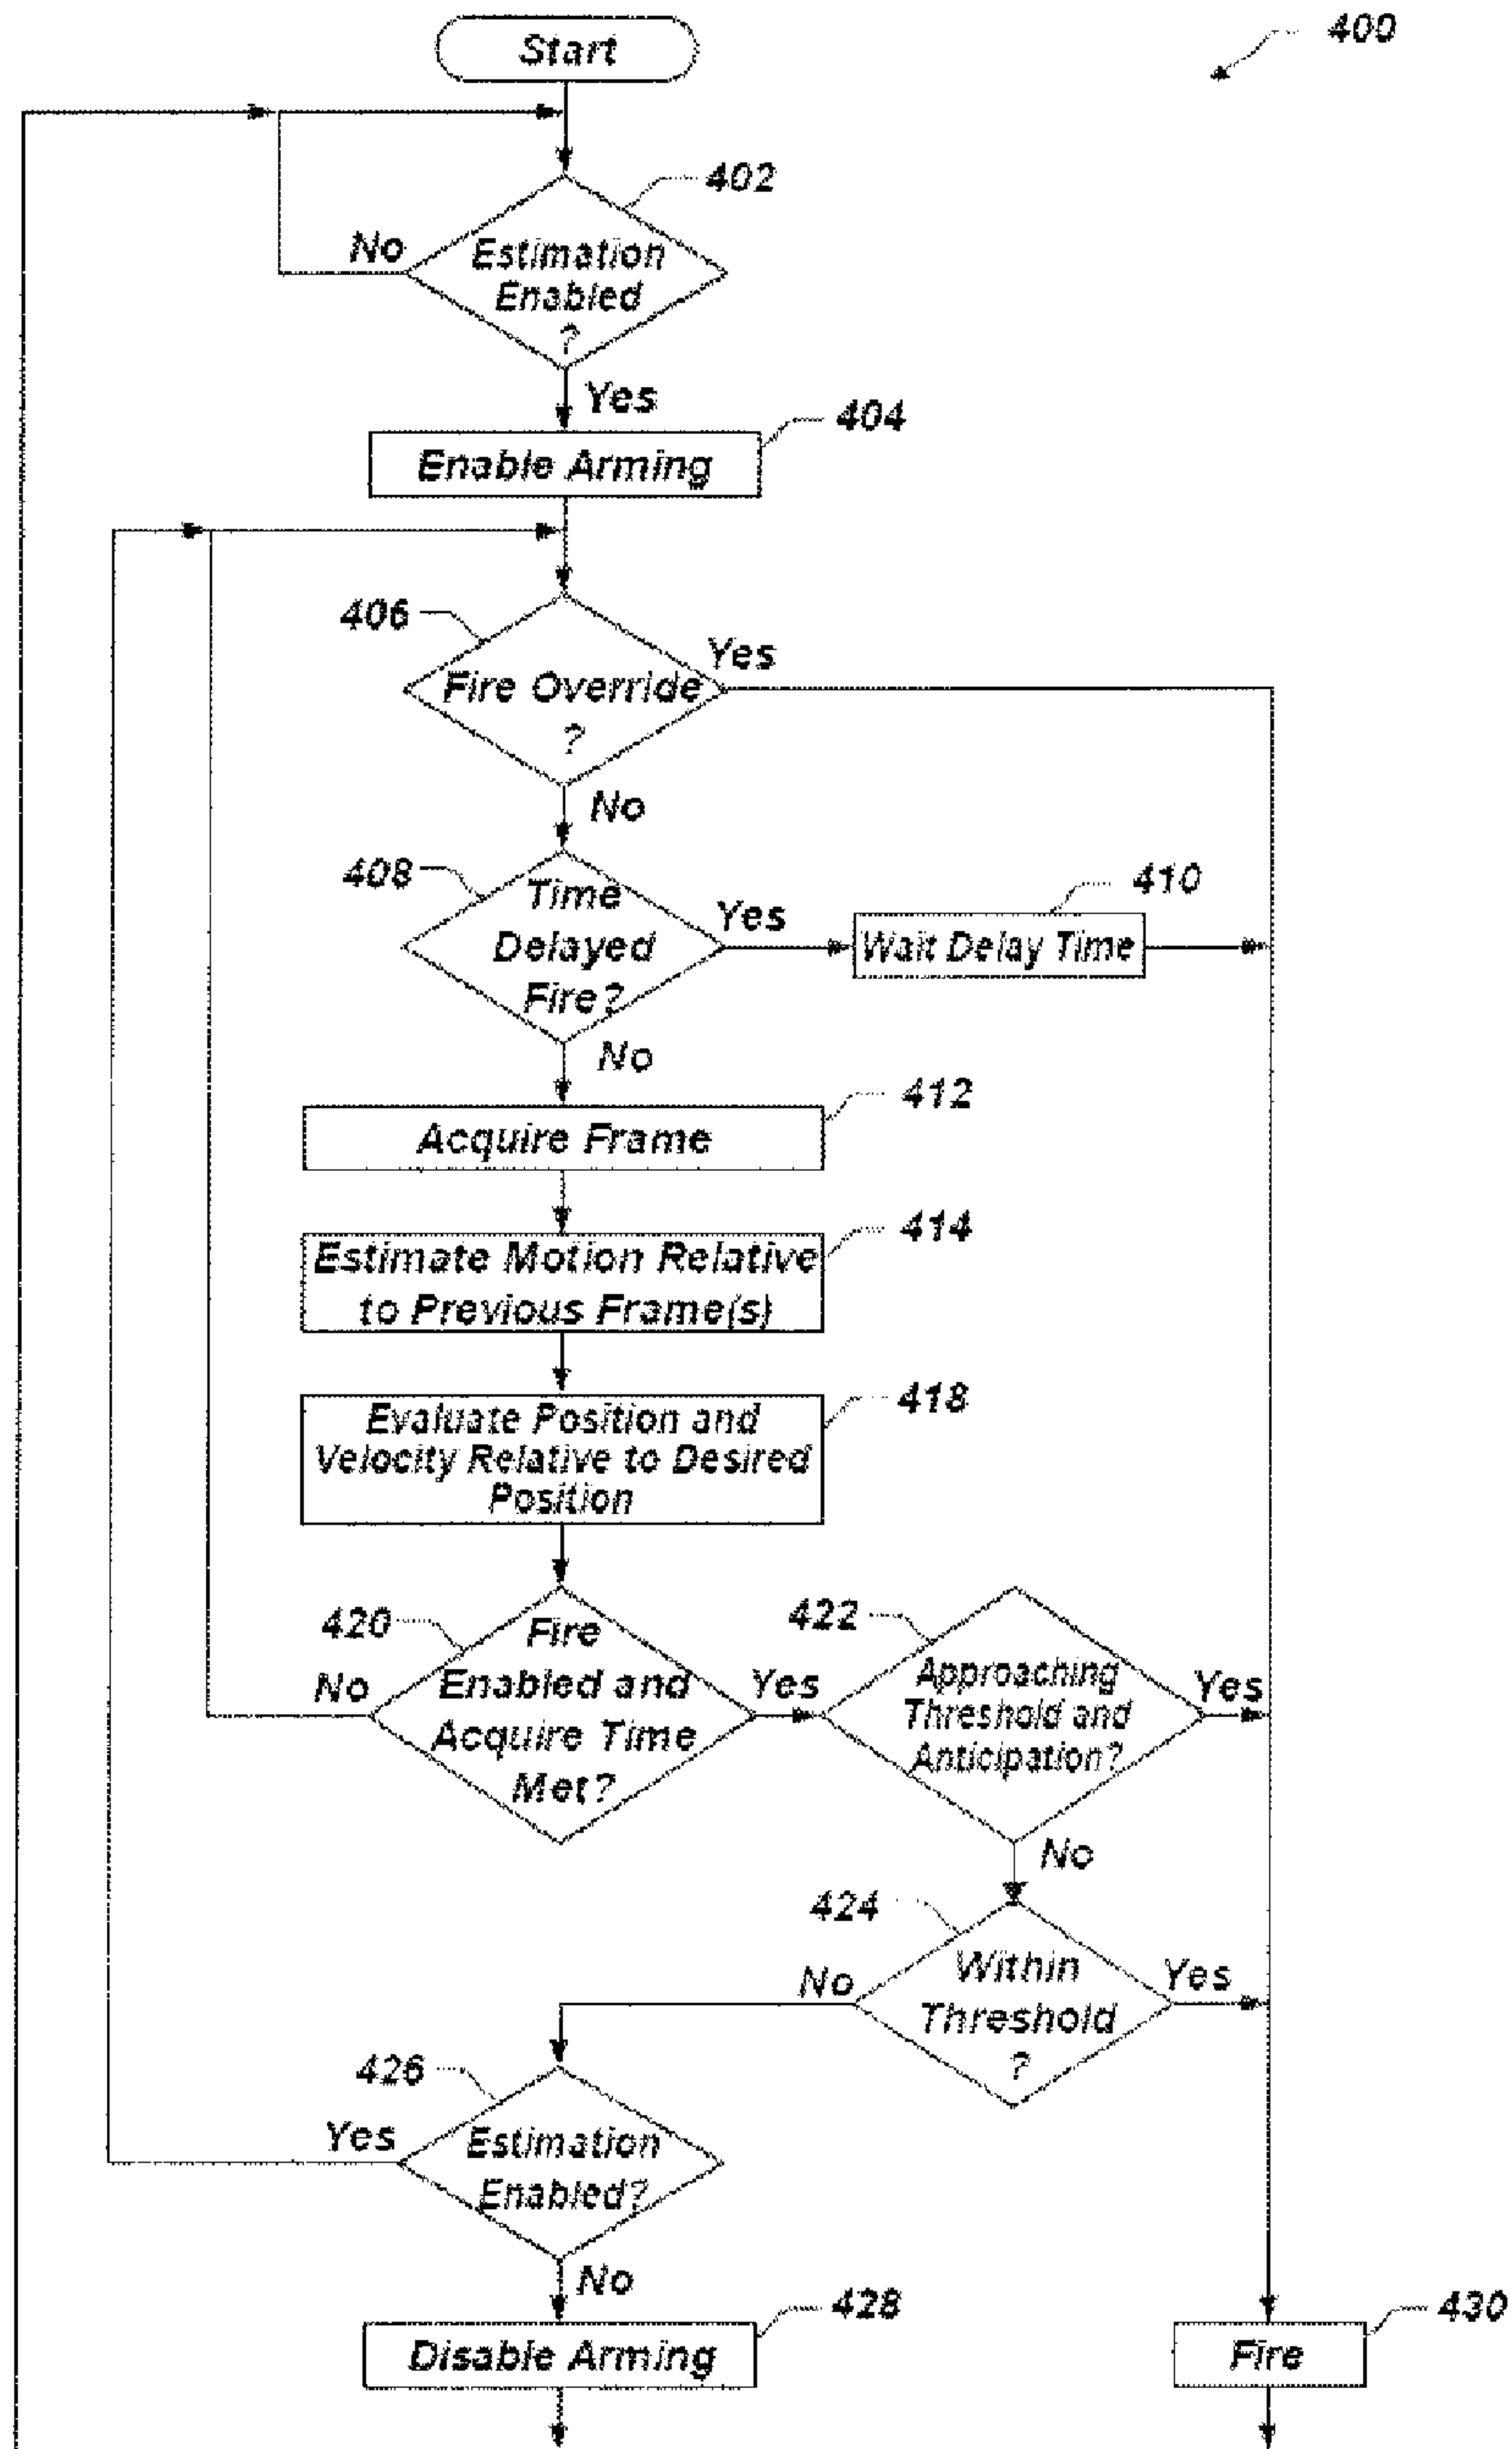 Start
400
402
No
Estimation
Enabled
?
Yes
404
Enable Arming
406
Yes
Fire Override
?
No
408
Time
Delayed
Fire?
Yes
410
Wait Delay Time
No
412
Acquire Frame
414
Estimate Motion Relative
to Previous Frame(s)
418
Evaluate Position and
Velocity Relative to Desired
Position
420
No
Fire
Enabled and
Acquire Time
Met?
Yes
422
Approaching
Threshold and
Anticipation?
Yes
No
424
No
Within
Threshold
?
Yes
426
Yes
Estimation
Enabled?
No
428
Disable Arming
430
Fire